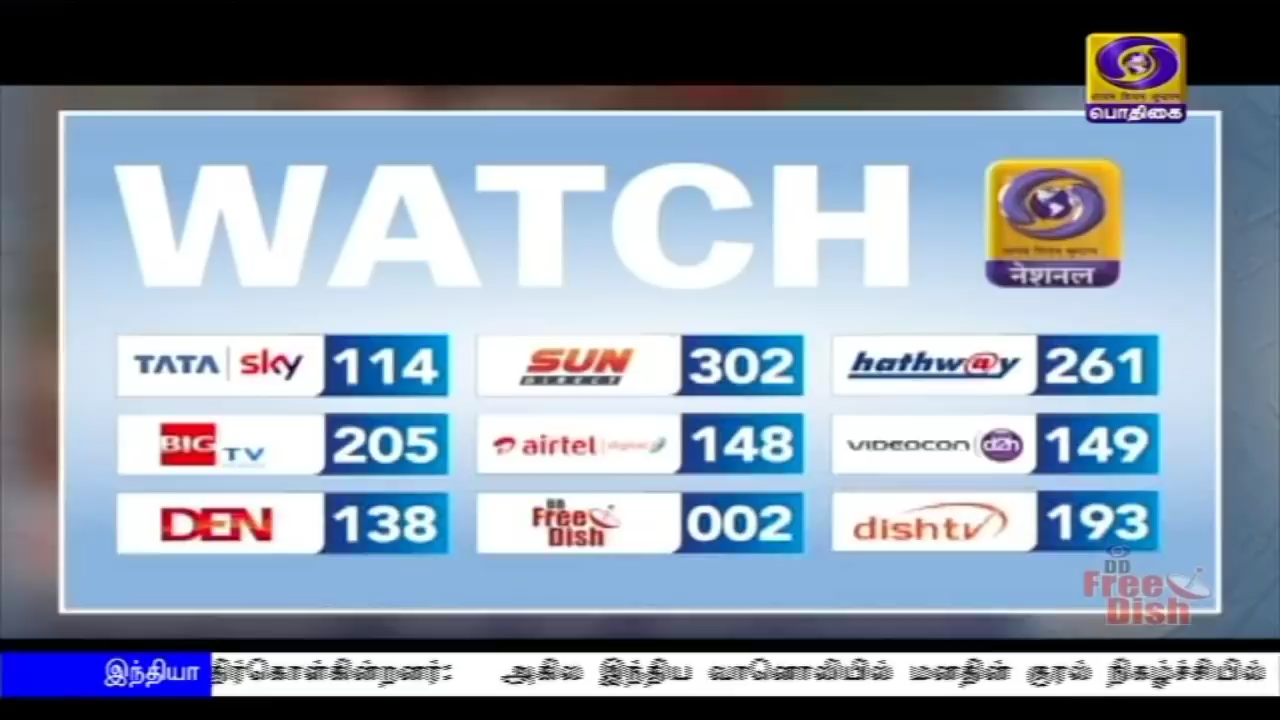 பொதிகை
WATCH
नेशनल
TATA sky 114
SUN DIRECT 302
hathw@y 261
BIG TV 205
airtel digital 148
VIDEOCON d2h 149
DEN 138
DD Free Dish 002
dishtv 193
DD Free Dish
இந்தியா
அகில இந்திய வானொலியில் மனதின் குரல் நிகழ்ச்சியில்